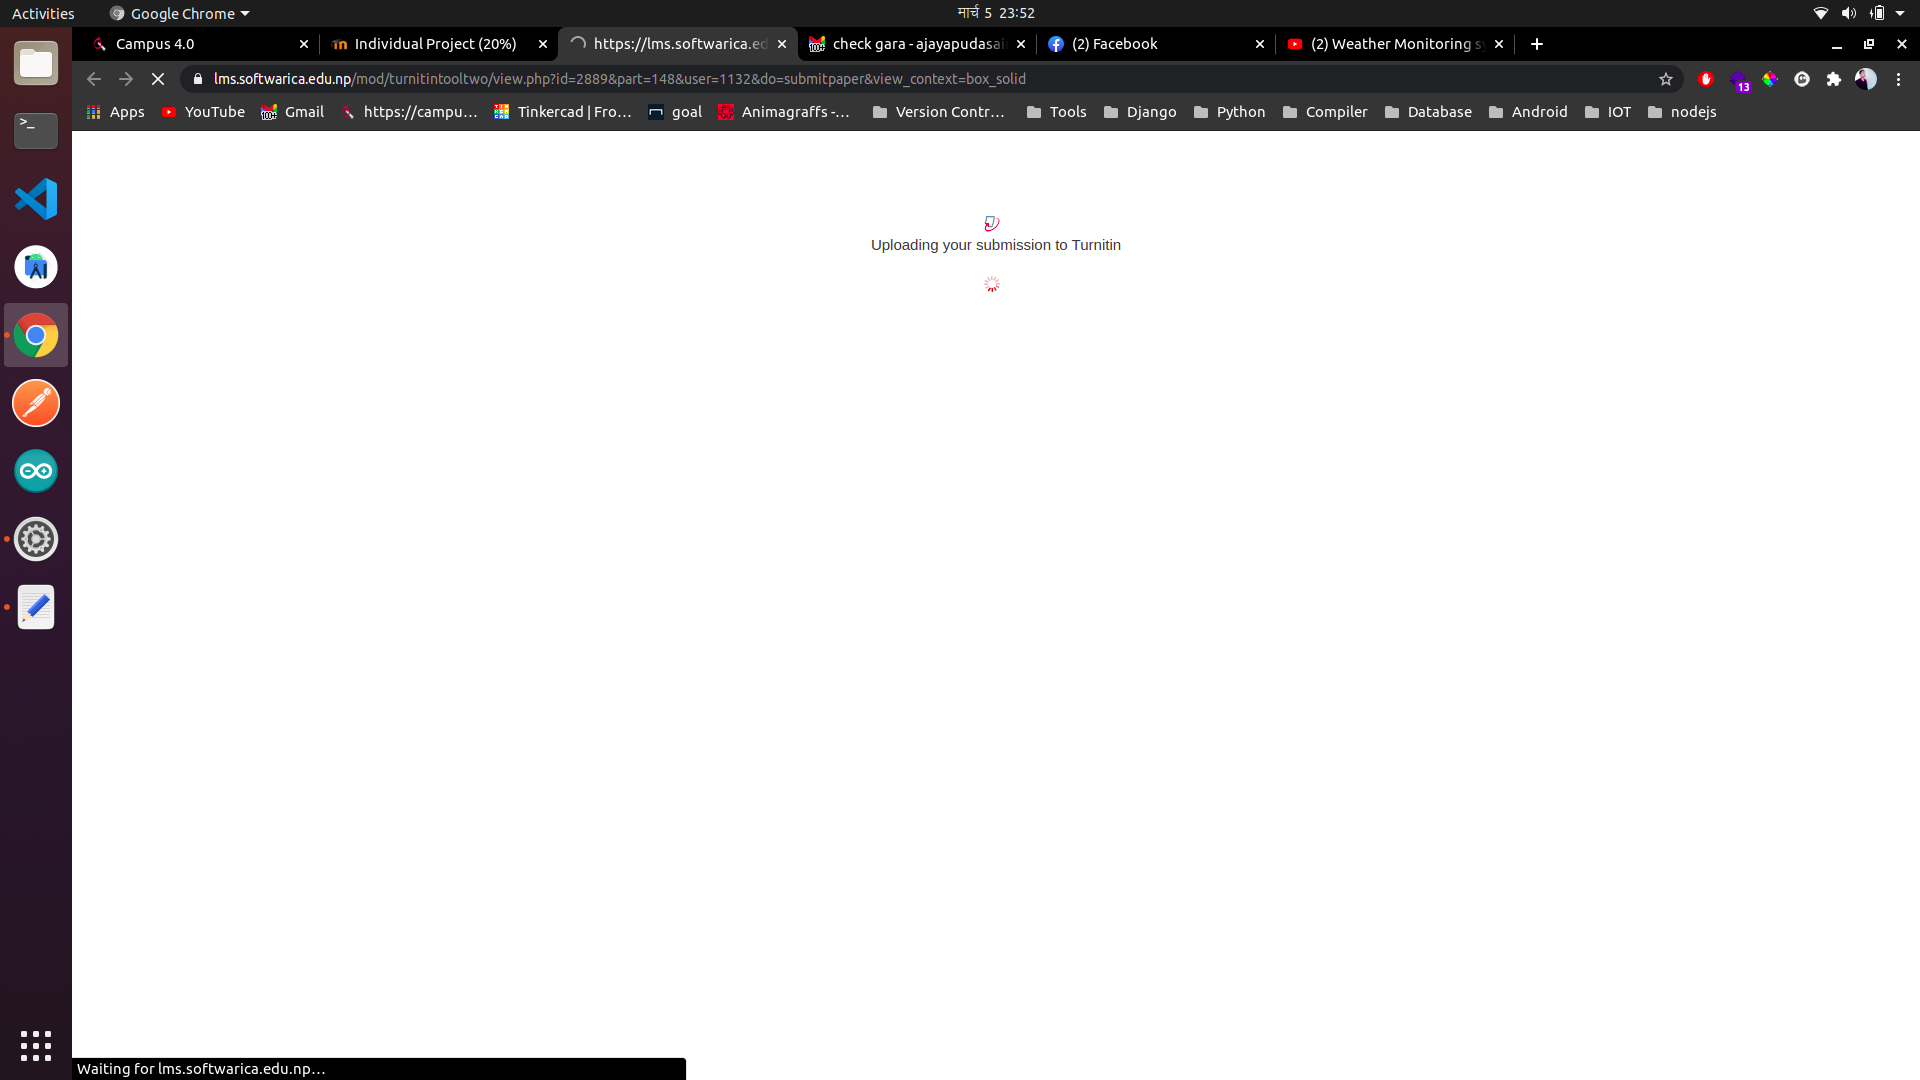 Activities Google Chrome मार्च 5 23:52
Campus 4.0 Individual Project (20%) https://lms.softwarica.ed check gara - ajayapudasai (2) Facebook (2) Weather Monitoring s
lms.softwarica.edu.np/mod/turnitintooltwo/view.php?id=2889&part=148&user=1132&do=submitpaper&view_context=box_solid 13
Apps YouTube 100+ Gmail https://campu... Tinkercad | Fro... goal Animagraffs -... Version Contr... Tools Django Python Compiler Database Android IOT nodejs
Uploading your submission to Turnitin
Waiting for lms.softwarica.edu.np...